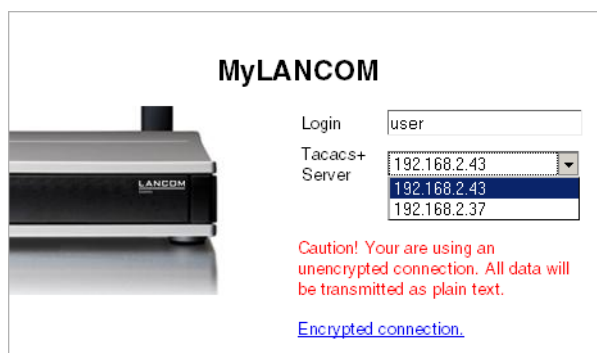 MyLANCOM
Login
user
Tacacs+
Server
192.168.2.43
192.168.2.43
192.168.2.37
LANCOM
Caution! Your are using an
unencrypted connection. All data will
be transmitted as plain text.
Encrypted connection.